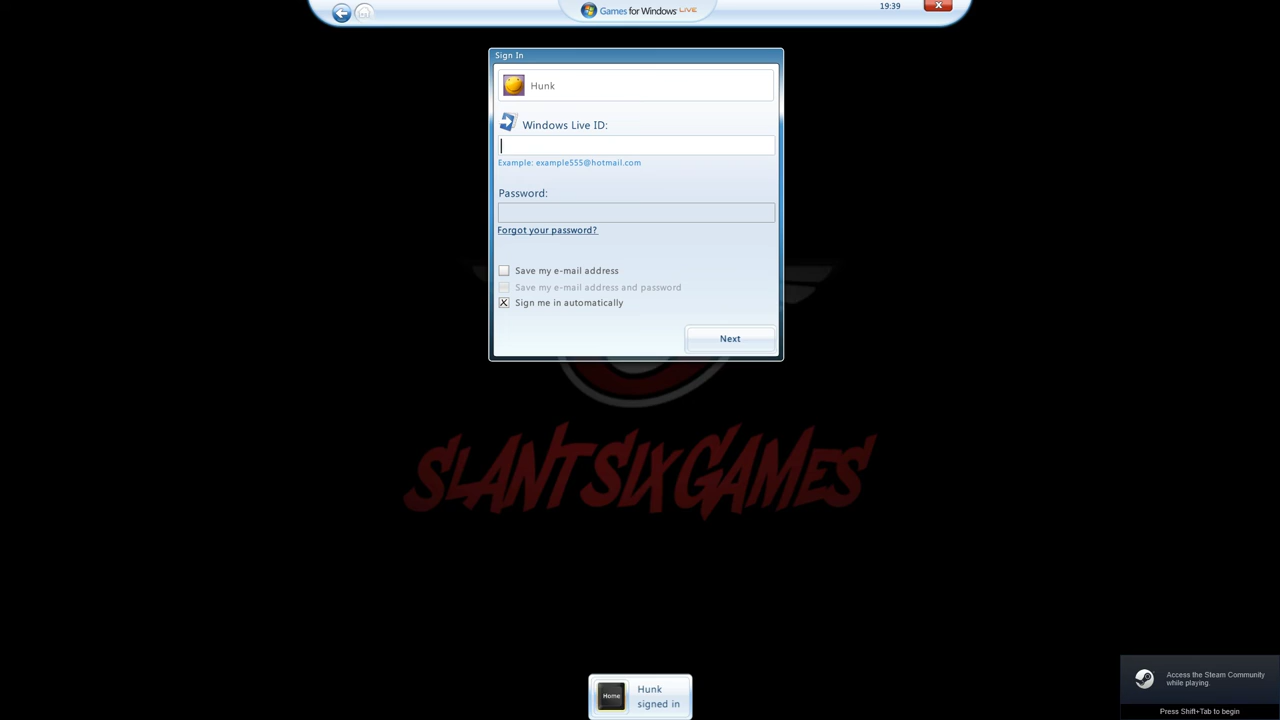 Games for Windows LIVE
19:39
Sign In
Hunk
Windows Live ID:
Example: example555@hotmail.com
Password:
Forgot your password?
Save my e-mail address
Save my e-mail address and password
Sign me in automatically
Next
SLANT SIX GAMES
Home
Hunk
signed in
Access the Steam Community
while playing.
Press Shift+Tab to begin